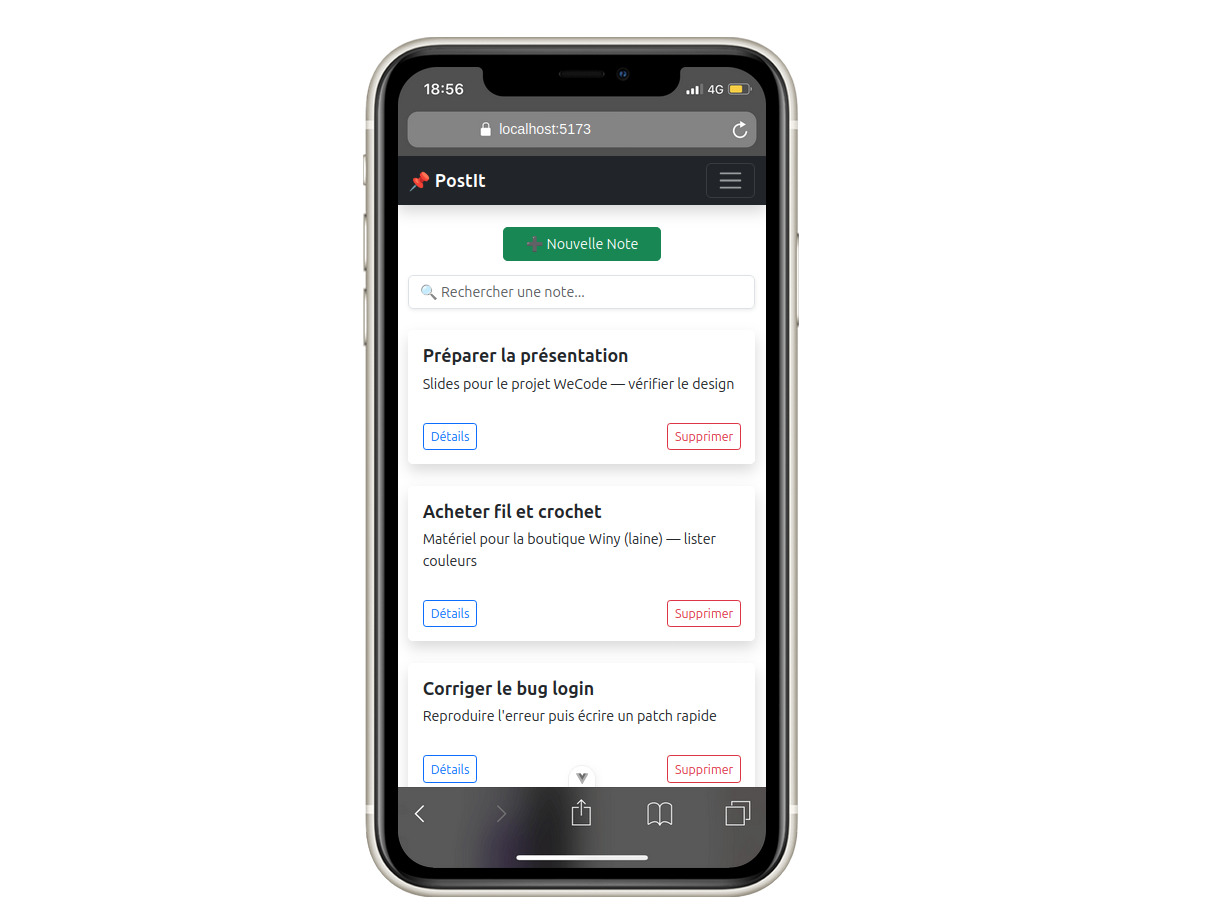 18:56
4G
localhost:5173
📌 PostIt
➕ Nouvelle Note
🔍 Rechercher une note...
Préparer la présentation
Slides pour le projet WeCode — vérifier le design
Détails
Supprimer
Acheter fil et crochet
Matériel pour la boutique Winy (laine) — lister
couleurs
Détails
Supprimer
Corriger le bug login
Reproduire l'erreur puis écrire un patch rapide
Détails
Supprimer